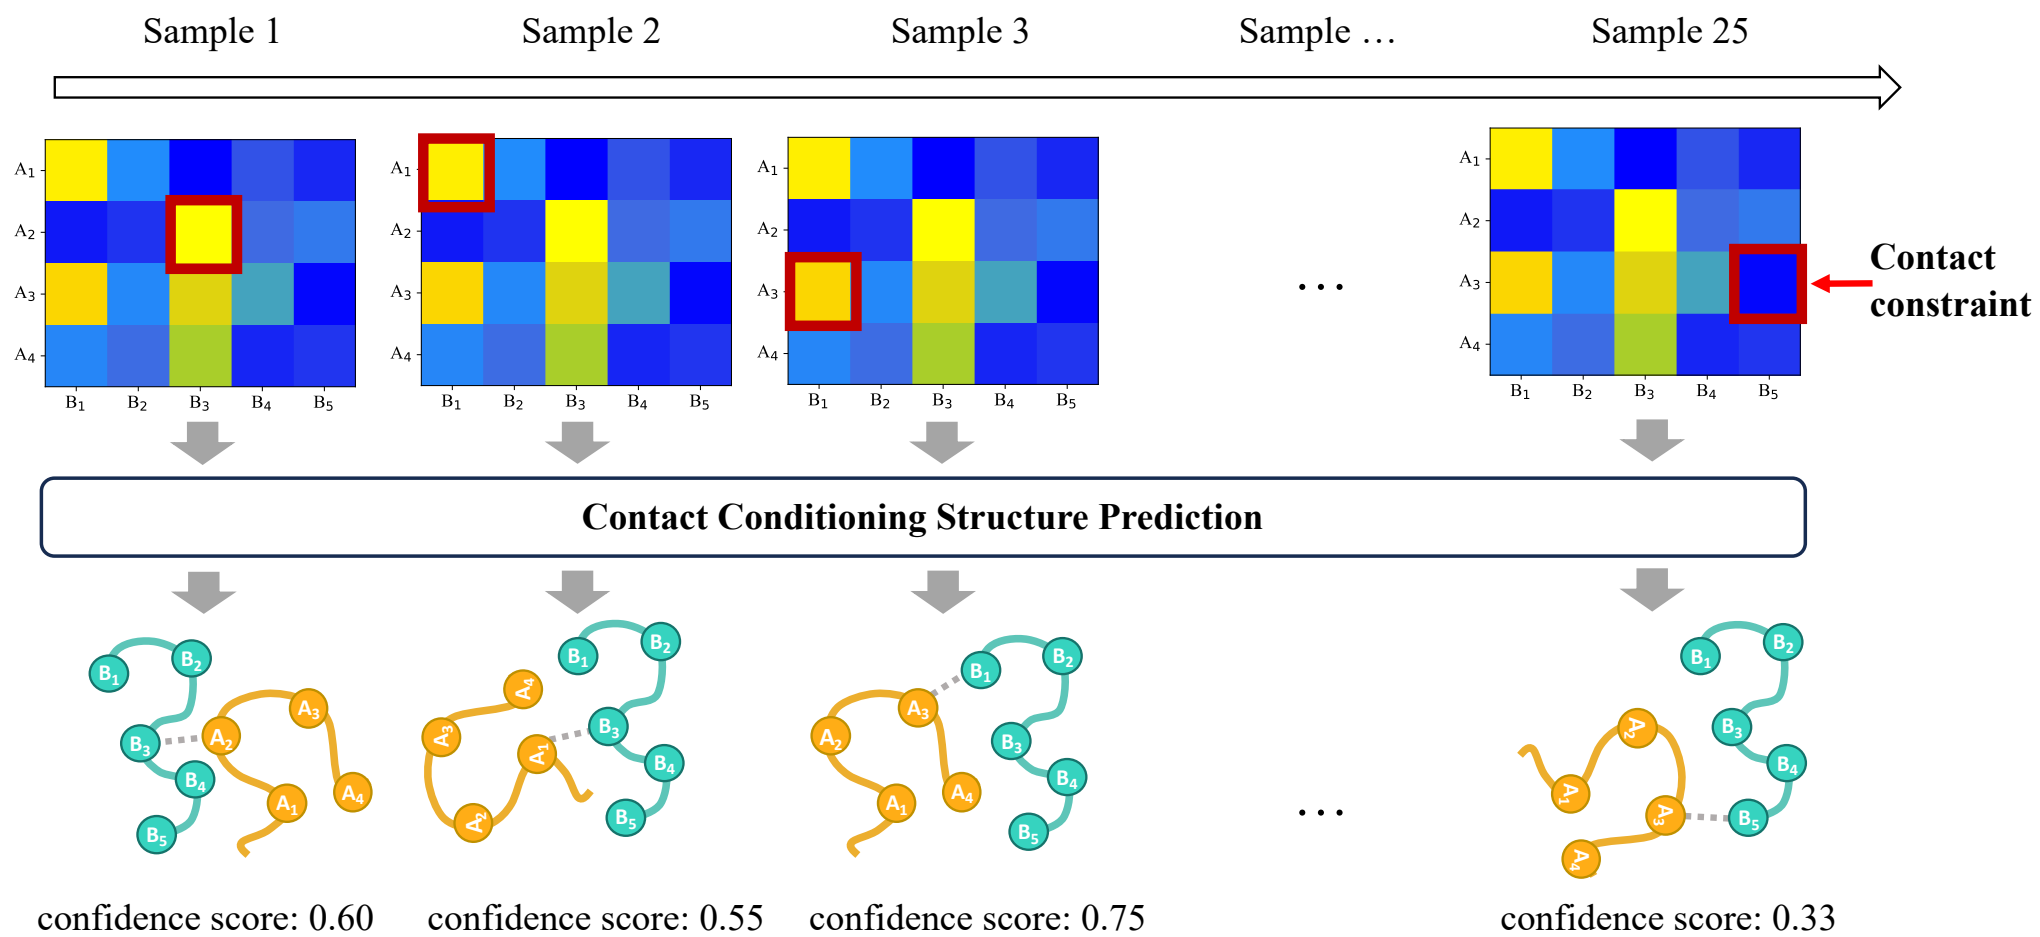 Sample 1 Sample 2 Sample 3 Sample … Sample 25
A1 A1 A1 A1
A2 A2 A2 A2
A3 A3 A3 A3
A4 A4 A4 A4
B1 B2 B3 B4 B5 B1 B2 B3 B4 B5 B1 B2 B3 B4 B5 B1 B2 B3 B4 B5
...
Contact
constraint
Contact Conditioning Structure Prediction
B1 B2 B3 B4 B5 A1 A2 A3 A4
B1 B2 B3 B4 B5 A1 A2 A3 A4
B1 B2 B3 B4 B5 A1 A2 A3 A4
...
B1 B2 B3 B4 B5 A1 A2 A3 A4
confidence score: 0.60 confidence score: 0.55 confidence score: 0.75 confidence score: 0.33